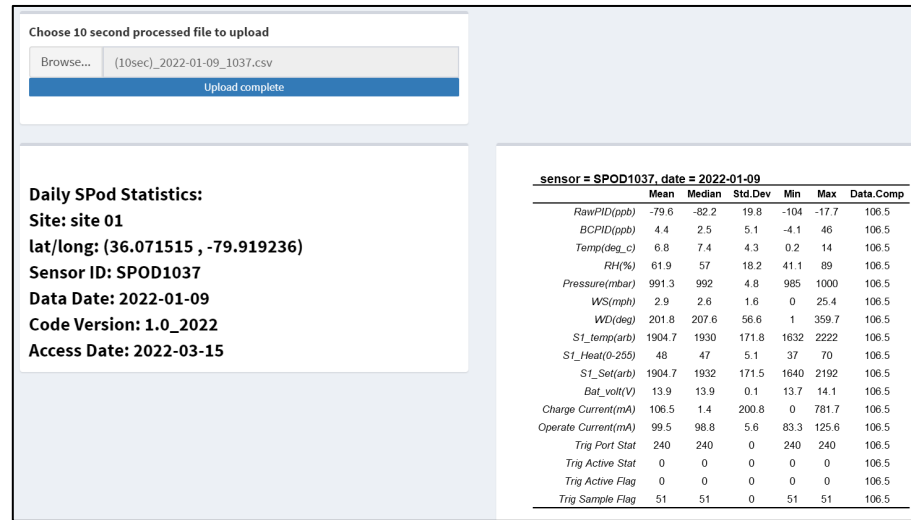 Choose 10 second processed file to upload
Browse... (10sec)_2022-01-09_1037.csv
Upload complete
Daily SPod Statistics:
Site: site 01
lat/long: (36.071515 , -79.919236)
Sensor ID: SPOD1037
Data Date: 2022-01-09
Code Version: 1.0_2022
Access Date: 2022-03-15
sensor = SPOD1037, date = 2022-01-09
Mean Median Std.Dev Min Max Data.Comp
RawPID(ppb) -79.6 -82.2 19.8 -104 -17.7 106.5
BCPID(ppb) 4.4 2.5 5.1 -4.1 46 106.5
Temp(deg_c) 6.8 7.4 4.3 0.2 14 106.5
RH(%) 61.9 57 18.2 41.1 89 106.5
Pressure(mbar) 991.3 992 4.8 985 1000 106.5
WS(mph) 2.9 2.6 1.6 0 25.4 106.5
WD(deg) 201.8 207.6 56.6 1 359.7 106.5
S1_temp(arb) 1904.7 1930 171.8 1632 2222 106.5
S1_Heat(0-255) 48 47 5.1 37 70 106.5
S1_Set(arb) 1904.7 1932 171.5 1640 2192 106.5
Bat_volt(V) 13.9 13.9 0.1 13.7 14.1 106.5
Charge Current(mA) 106.5 1.4 200.8 0 781.7 106.5
Operate Current(mA) 99.5 98.8 5.6 83.3 125.6 106.5
Trig Port Stat 240 240 0 240 240 106.5
Trig Active Stat 0 0 0 0 0 106.5
Trig Active Flag 0 0 0 0 0 106.5
Trig Sample Flag 51 51 0 51 51 106.5